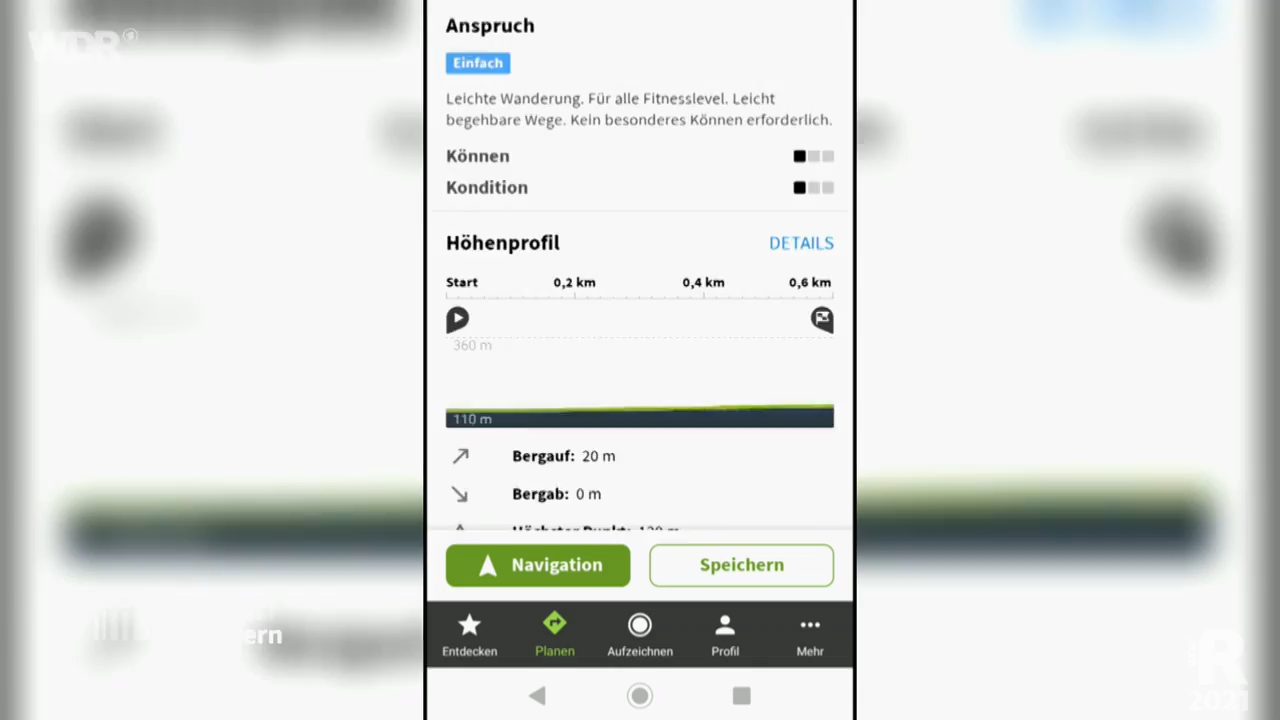 WDR
Anspruch
Einfach
Leichte Wanderung. Für alle Fitnesslevel. Leicht
begehbare Wege. Kein besonderes Können erforderlich.
Können
Kondition
Höhenprofil
DETAILS
Start 0,2 km 0,4 km 0,6 km
360 m
110 m
Bergauf: 20 m
Bergab: 0 m
Navigation
Speichern
Entdecken Planen Aufzeichnen Profil Mehr
ern
R
2021